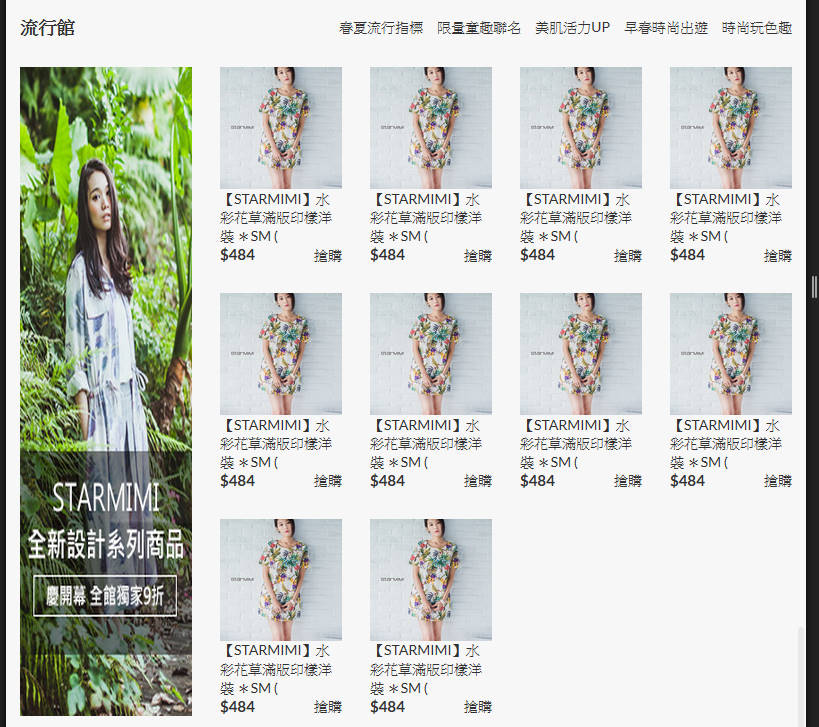 流行館
春夏流行指標 限量童趣聯名 美肌活力UP 早春時尚出遊 時尚玩色趣
STARMIMI
全新設計系列商品
慶開幕 全館獨家9折
STARMIMI
【STARMIMI】水
彩花草滿版印樣洋
裝 ＊SM (
$484 搶購
STARMIMI
【STARMIMI】水
彩花草滿版印樣洋
裝 ＊SM (
$484 搶購
STARMIMI
【STARMIMI】水
彩花草滿版印樣洋
裝 ＊SM (
$484 搶購
STARMIMI
【STARMIMI】水
彩花草滿版印樣洋
裝 ＊SM (
$484 搶購
STARMIMI
【STARMIMI】水
彩花草滿版印樣洋
裝 ＊SM (
$484 搶購
STARMIMI
【STARMIMI】水
彩花草滿版印樣洋
裝 ＊SM (
$484 搶購
STARMIMI
【STARMIMI】水
彩花草滿版印樣洋
裝 ＊SM (
$484 搶購
STARMIMI
【STARMIMI】水
彩花草滿版印樣洋
裝 ＊SM (
$484 搶購
STARMIMI
【STARMIMI】水
彩花草滿版印樣洋
裝 ＊SM (
$484 搶購
STARMIMI
【STARMIMI】水
彩花草滿版印樣洋
裝 ＊SM (
$484 搶購